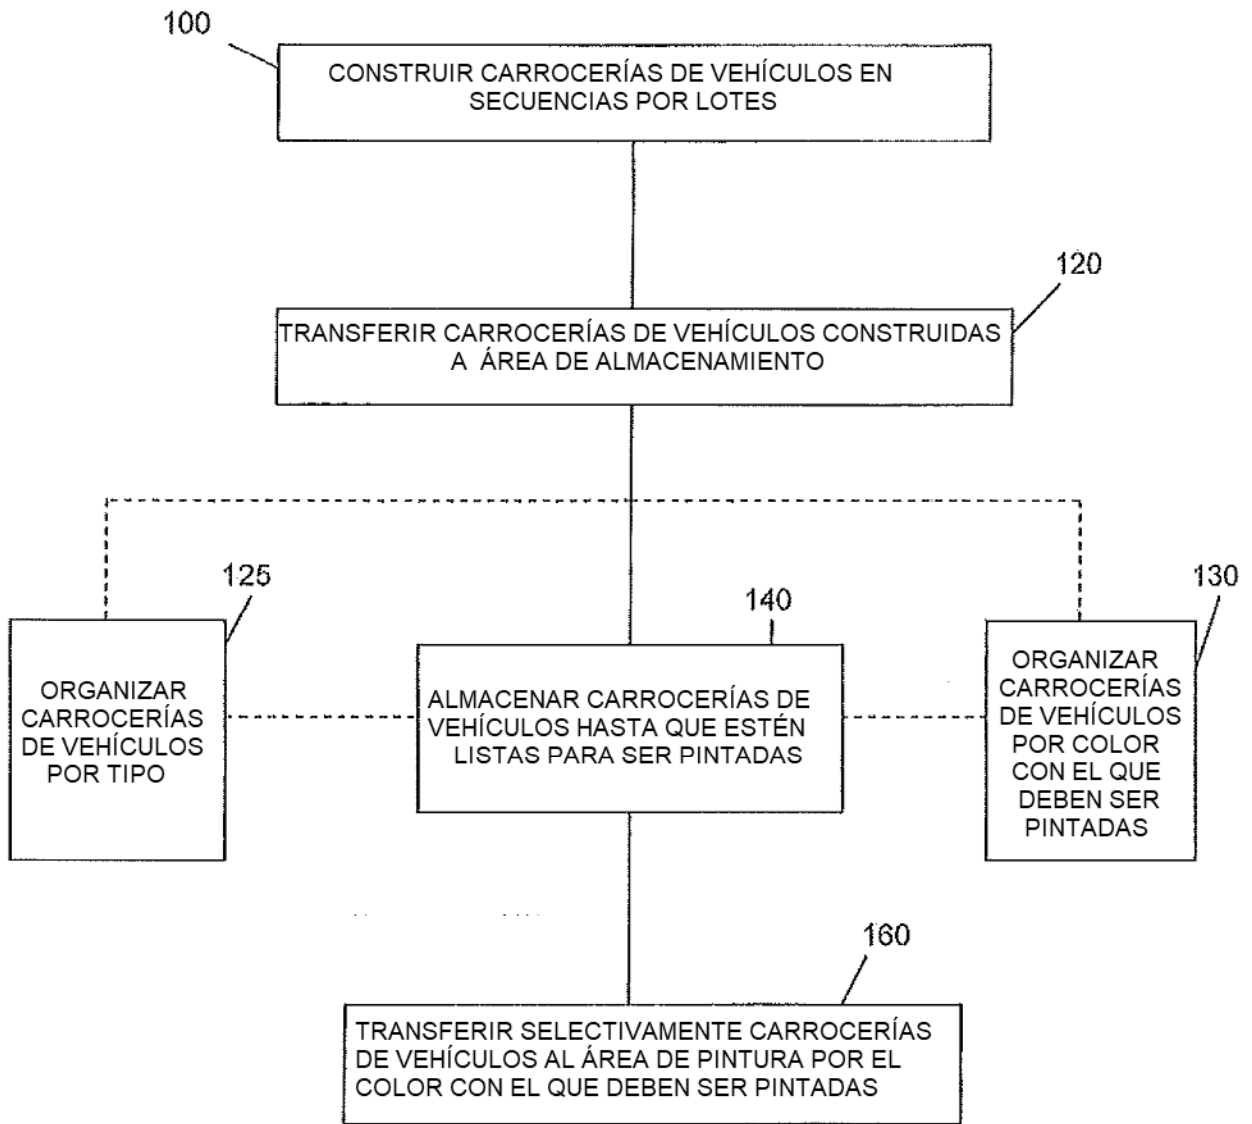 100
CONSTRUIR CARROCERÍAS DE VEHÍCULOS EN
SECUENCIAS POR LOTES
120
TRANSFERIR CARROCERÍAS DE VEHÍCULOS CONSTRUIDAS
A ÁREA DE ALMACENAMIENTO
125
ORGANIZAR
CARROCERÍAS
DE VEHÍCULOS
POR TIPO
140
ALMACENAR CARROCERÍAS DE
VEHÍCULOS HASTA QUE ESTÉN
LISTAS PARA SER PINTADAS
130
ORGANIZAR
CARROCERÍAS
DE VEHÍCULOS
POR COLOR
CON EL QUE
DEBEN SER
PINTADAS
160
TRANSFERIR SELECTIVAMENTE CARROCERÍAS
DE VEHÍCULOS AL ÁREA DE PINTURA POR EL
COLOR CON EL QUE DEBEN SER PINTADAS